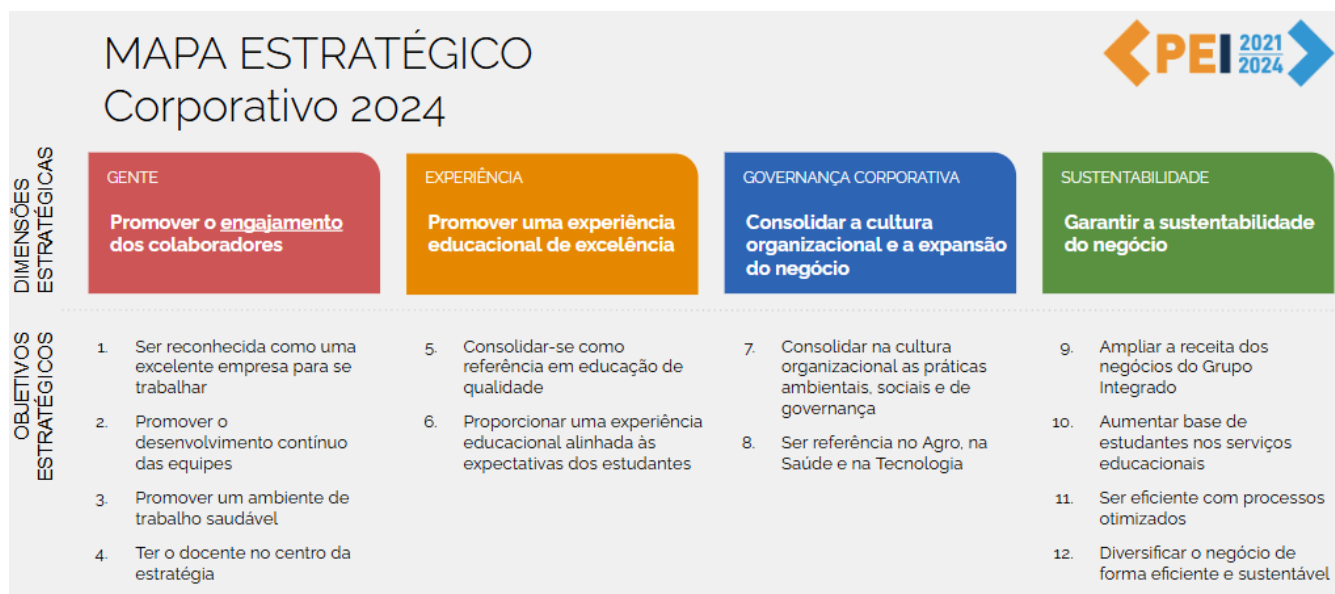 MAPA ESTRATÉGICO
Corporativo 2024
PEI 2021
2024
DIMENSÕES
ESTRATÉGICAS
GENTE
Promover o engajamento
dos colaboradores
EXPERIÊNCIA
Promover uma experiência
educacional de excelência
GOVERNANÇA CORPORATIVA
Consolidar a cultura
organizacional e a expansão
do negócio
SUSTENTABILIDADE
Garantir a sustentabilidade
do negócio
OBJETIVOS
ESTRATÉGICOS
1. Ser reconhecida como uma
excelente empresa para se
trabalhar
2. Promover o
desenvolvimento contínuo
das equipes
3. Promover um ambiente de
trabalho saudável
4. Ter o docente no centro da
estratégia
5. Consolidar-se como
referência em educação de
qualidade
6. Proporcionar uma experiência
educacional alinhada às
expectativas dos estudantes
7. Consolidar na cultura
organizacional as práticas
ambientais, sociais e de
governança
8. Ser referência no Agro, na
Saúde e na Tecnologia
9. Ampliar a receita dos
negócios do Grupo
Integrado
10. Aumentar base de
estudantes nos serviços
educacionais
11. Ser eficiente com processos
otimizados
12. Diversificar o negócio de
forma eficiente e sustentável